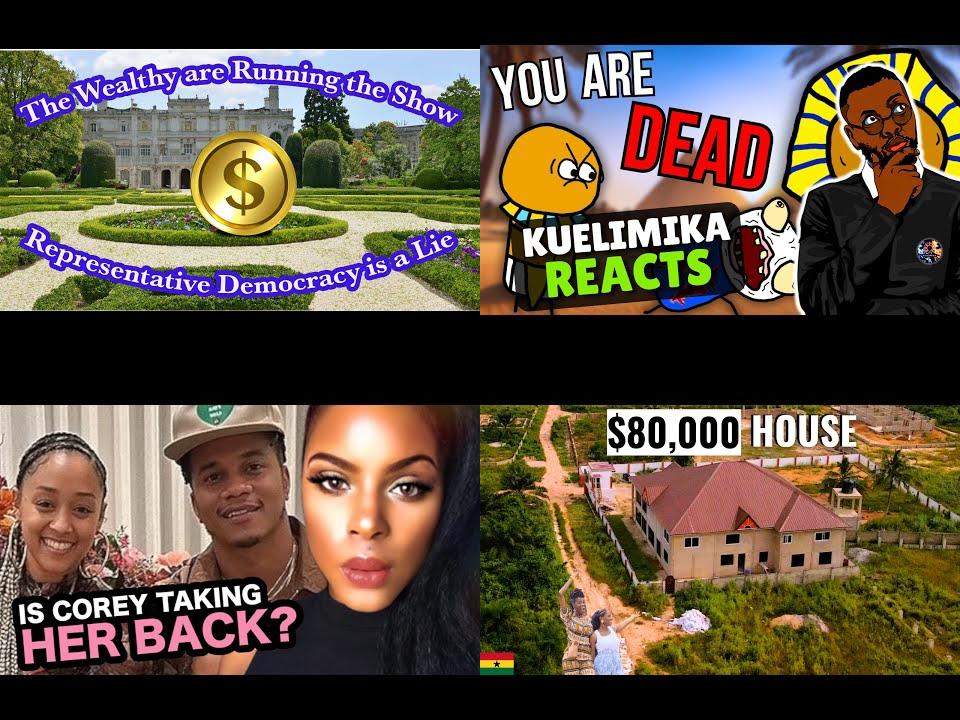 The Wealthy are Running the Show
Representative Democracy is a Lie
YOU ARE
DEAD
KUELIMIKA
REACTS
IS COREY TAKING
HER BACK?
$80,000 HOUSE